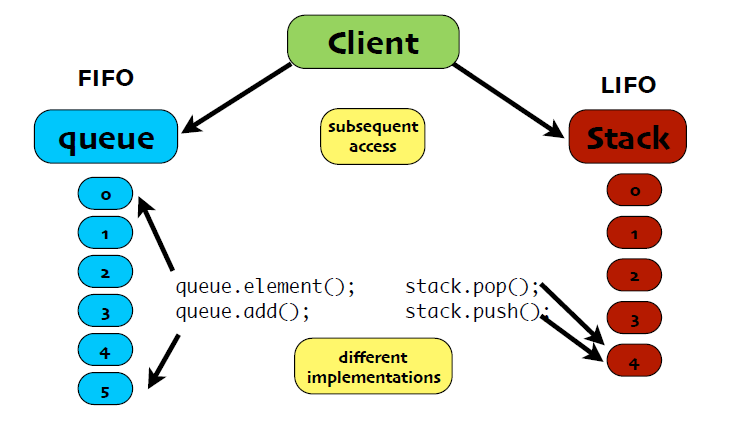 Client
FIFO
LIFO
queue
subsequent
access
Stack
0
1
2
3
4
5
queue.element();
queue.add();
stack.pop();
stack.push();
0
1
2
3
4
different
implementations